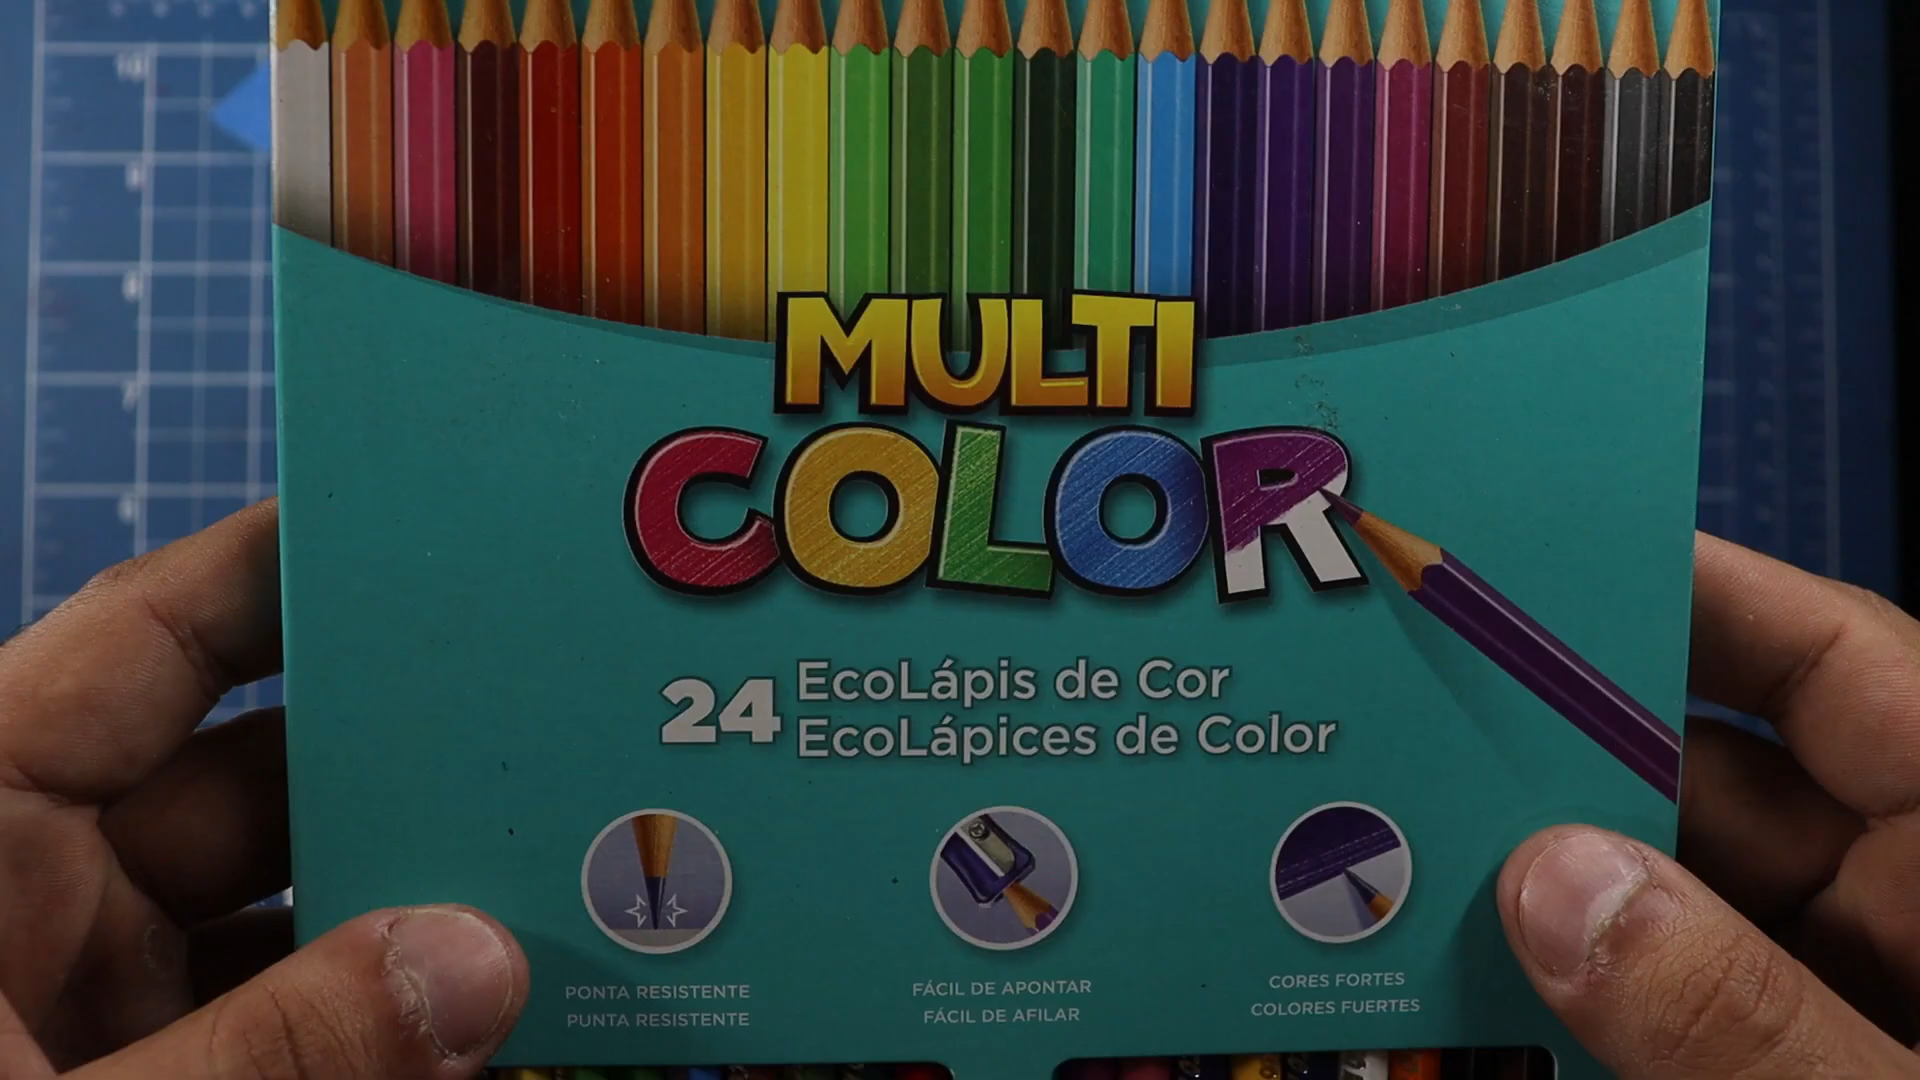 MULTI
COLOR
24
EcoLápis de Cor
EcoLápices de Color
PONTA RESISTENTE
PUNTA RESISTENTE
FÁCIL DE APONTAR
FÁCIL DE AFILAR
CORES FORTES
COLORES FUERTES